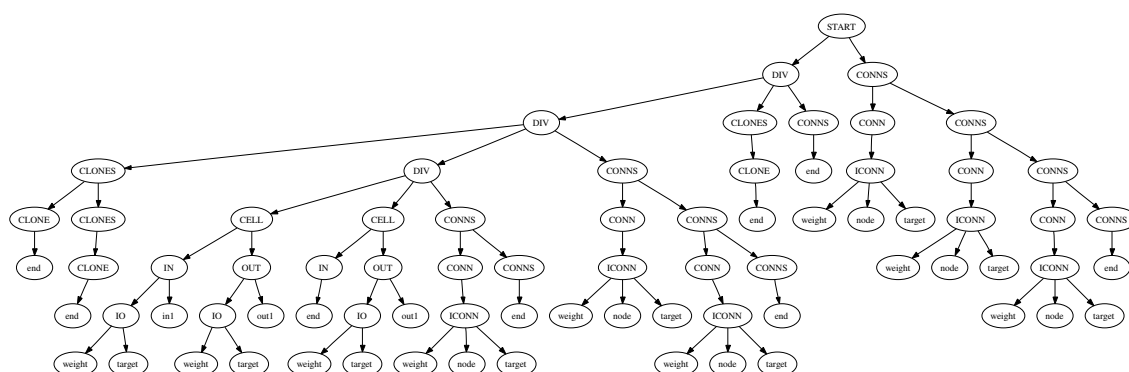 START
DIV CONNS
DIV CLONES CONNS CONN CONNS
CLONES DIV CONNS CLONE end ICONN CONN CONNS
CLONE CLONES CELL CELL CONNS CONN CONNS end weight node target ICONN CONN CONNS
end CLONE IN OUT IN OUT CONN CONNS ICONN CONN CONNS weight node target ICONN end
end IO in1 IO out1 end IO out1 ICONN end weight node target ICONN end weight node target
weight target weight target weight target weight node target weight node target